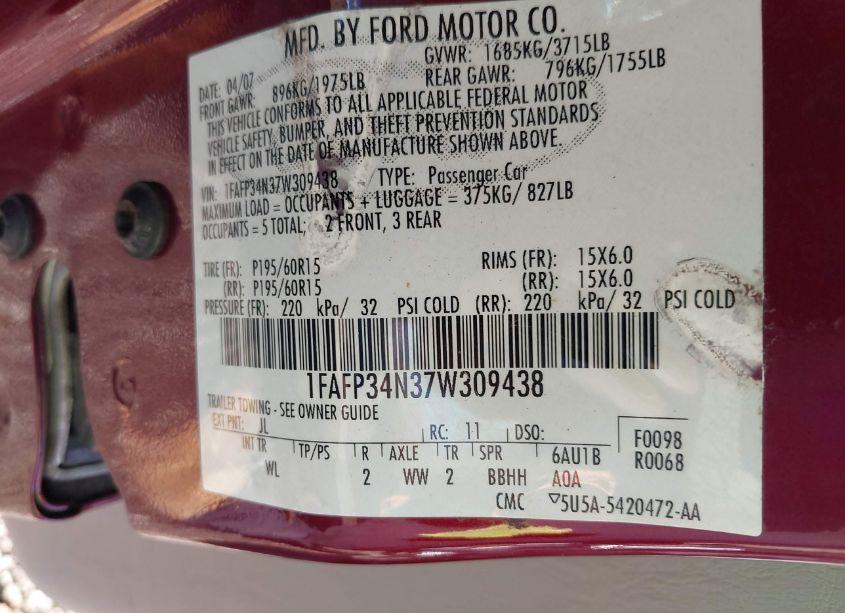 MFD. BY FORD MOTOR CO.
DATE: 04/07 GVWR: 1685KG/3715LB
FRONT GAWR: 896KG/1975LB REAR GAWR: 796KG/1755LB
THIS VEHICLE CONFORMS TO ALL APPLICABLE FEDERAL MOTOR
VEHICLE SAFETY, BUMPER, AND THEFT PREVENTION STANDARDS
IN EFFECT ON THE DATE OF MANUFACTURE SHOWN ABOVE.
VIN: 1FAFP34N37W309438 TYPE: Passenger Car
MAXIMUM LOAD = OCCUPANTS + LUGGAGE = 375KG/ 827LB
OCCUPANTS = 5 TOTAL; 2 FRONT, 3 REAR
TIRE (FR): P195/60R15 RIMS (FR): 15X6.0
(RR): P195/60R15 (RR): 15X6.0
PRESSURE (FR): 220 kPa/ 32 PSI COLD (RR): 220 kPa/ 32 PSI COLD
1FAFP34N37W309438
TRAILER TOWING - SEE OWNER GUIDE
EXT PNT: JL RC: 11 DSO: F0098
INT TR TP/PS R AXLE TR SPR 6AU1B R0068
WL 2 WW 2 BBHH AOA
CMC ▽5U5A-5420472-AA